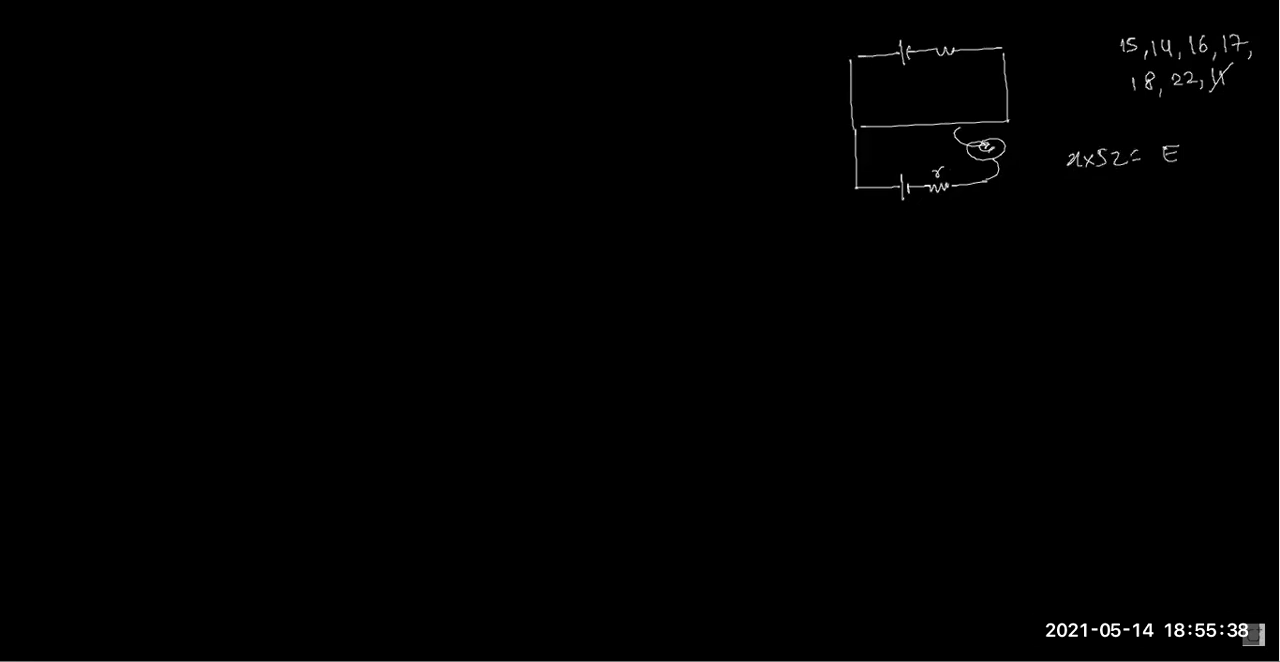 15, 14, 16, 17,
18, 22,
r
x × 52 = E
2021-05-14 18:55:38